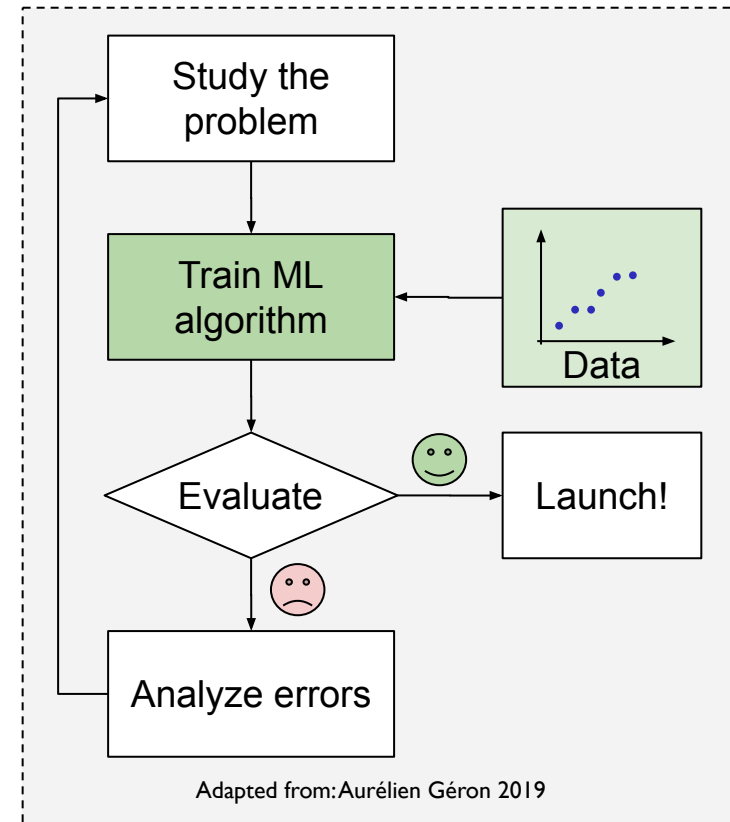 Study the
problem
Train ML
algorithm
Data
Evaluate
Launch!
Analyze errors
Adapted from: Aurélien Géron 2019